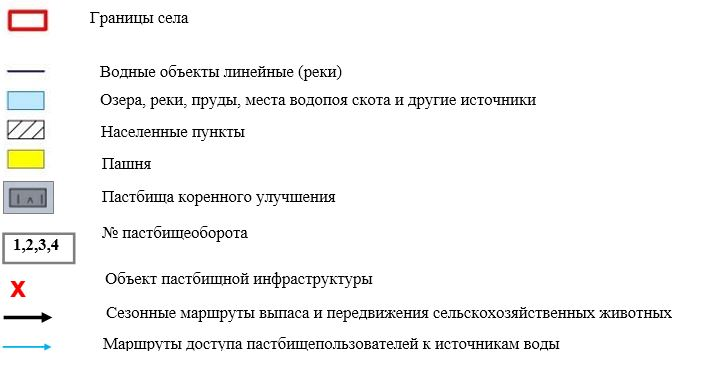 Границы села
Водные объекты линейные (реки)
Озера, реки, пруды, места водопоя скота и другие источники
Населенные пункты
Пашня
Пастбища коренного улучшения
1,2,3,4 № пастбищеоборота
X Объект пастбищной инфраструктуры
Сезонные маршруты выпаса и передвижения сельскохозяйственных животных
Маршруты доступа пастбищепользователей к источникам воды